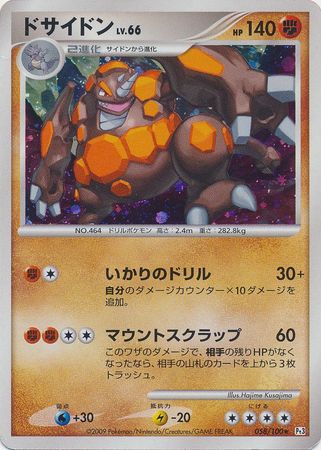 ドサイドン LV.66 HP 140
2進化 サイドンから進化
NO.464 ドリルポケモン 高さ：2.4m 重さ：282.8kg
いかりのドリル 30+
自分のダメージカウンター×10ダメージを
追加。
マウントスクラップ 60
このワザのダメージで、相手の残りHPがなく
なったなら、相手の山札のカードを上から3枚
トラッシュ。
Illus.Hajime Kusajima
弱点 +30 抵抗力 -20 にげる
©2009 Pokémon/Nintendo/Creatures/GAME FREAK. 058/100★ Pt3